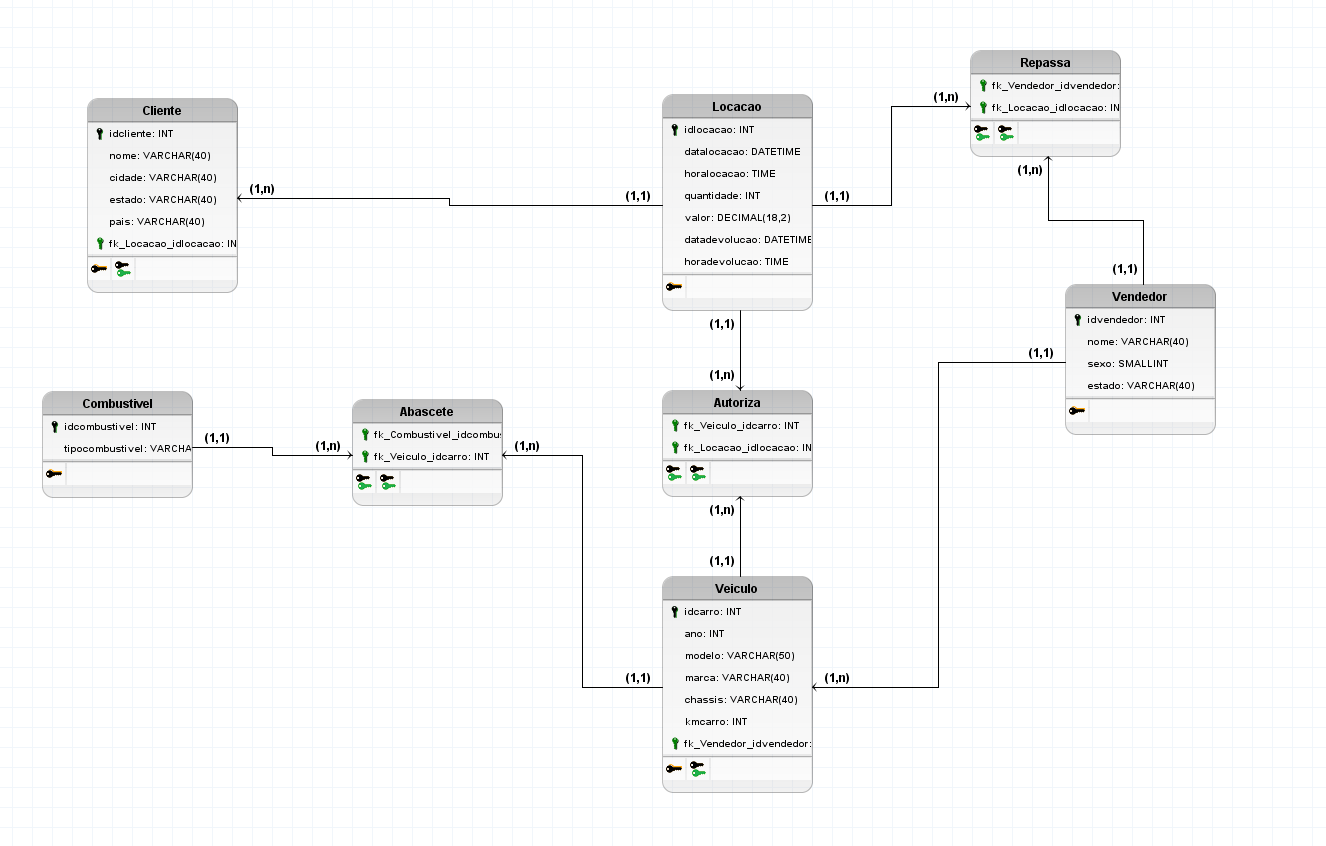 Cliente
idcliente: INT
nome: VARCHAR(40)
cidade: VARCHAR(40)
estado: VARCHAR(40)
pais: VARCHAR(40)
fk_Locacao_idlocacao: IN
(1,n)
(1,1)
Locacao
idlocacao: INT
datalocacao: DATETIME
horalocacao: TIME
quantidade: INT
valor: DECIMAL(18,2)
datadevolucao: DATETIME
horadevolucao: TIME
(1,1)
(1,n)
Repassa
fk_Vendedor_idvendedor:
fk_Locacao_idlocacao: IN
(1,n)
(1,1)
Vendedor
idvendedor: INT
nome: VARCHAR(40)
sexo: SMALLINT
estado: VARCHAR(40)
(1,1)
(1,1)
(1,n)
Combustivel
idcombustivel: INT
tipocombustivel: VARCHA
(1,1)
(1,n)
Abascete
fk_Combustivel_idcombus
fk_Veiculo_idcarro: INT
(1,n)
Autoriza
fk_Veiculo_idcarro: INT
fk_Locacao_idlocacao: IN
(1,n)
(1,1)
Veiculo
idcarro: INT
ano: INT
modelo: VARCHAR(50)
marca: VARCHAR(40)
chassis: VARCHAR(40)
kmcarro: INT
fk_Vendedor_idvendedor:
(1,1)
(1,n)